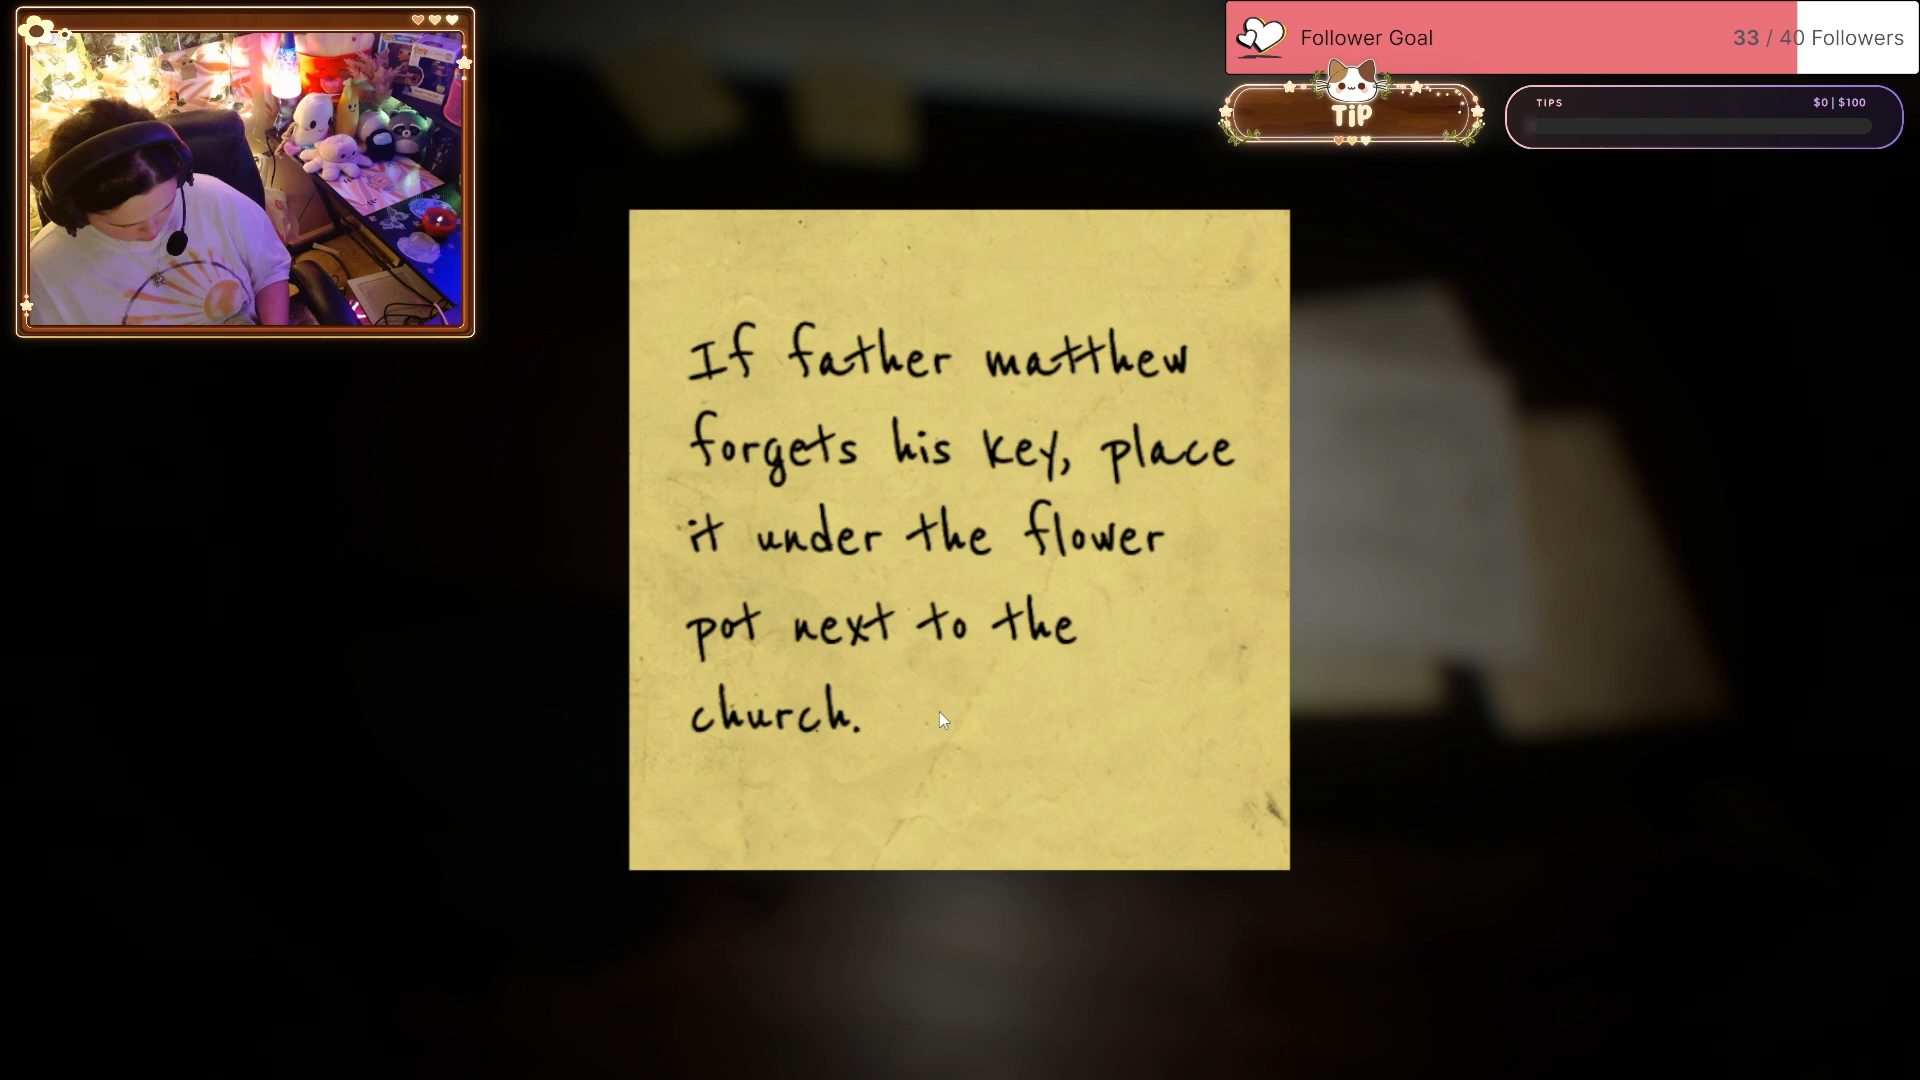 Follower Goal
33 / 40 Followers
TiP
TIPS
$0 | $100
If father matthew
forgets his key, place
it under the flower
pot next to the
church.